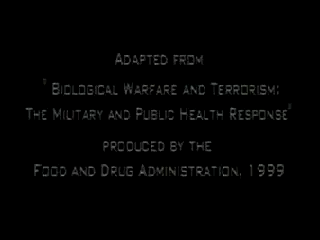 Adapted from
"Biological Warfare and Terrorism:
The Military and Public Health Response"
produced by the
Food and Drug Administration, 1999